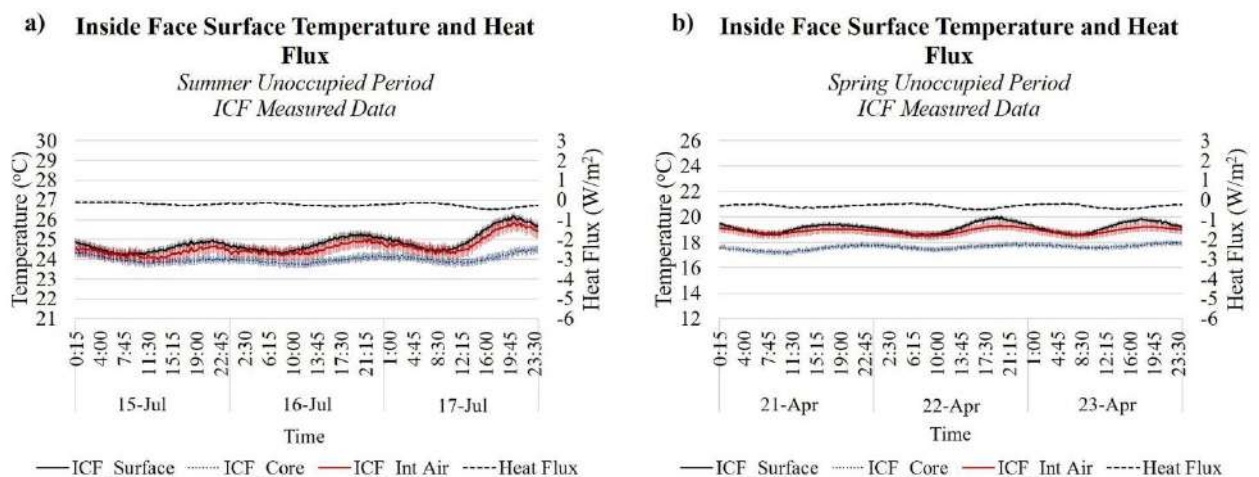 a) Inside Face Surface Temperature and Heat
Flux
Summer Unoccupied Period
ICF Measured Data
Temperature (°C)
30
29
28
27
26
25
24
23
22
21
3
2
1
0
-1
-2
-3
-4
-5
-6
Heat Flux (W/m²)
0:15 4:00 7:45 11:30 15:15 19:00 22:45 2:30 6:15 10:00 13:45 17:30 21:15 1:00 4:45 8:30 12:15 16:00 19:45 23:30
15-Jul 16-Jul 17-Jul
Time
ICF Surface ICF Core ICF Int Air Heat Flux
b) Inside Face Surface Temperature and Heat
Flux
Spring Unoccupied Period
ICF Measured Data
Temperature (°C)
26
24
22
20
18
16
14
12
3
2
1
0
-1
-2
-3
-4
-5
-6
Heat Flux (W/m²)
0:15 4:00 7:45 11:30 15:15 19:00 22:45 2:30 6:15 10:00 13:45 17:30 21:15 1:00 4:45 8:30 12:15 16:00 19:45 23:30
21-Apr 22-Apr 23-Apr
Time
ICF Surface ICF Core ICF Int Air Heat Flux